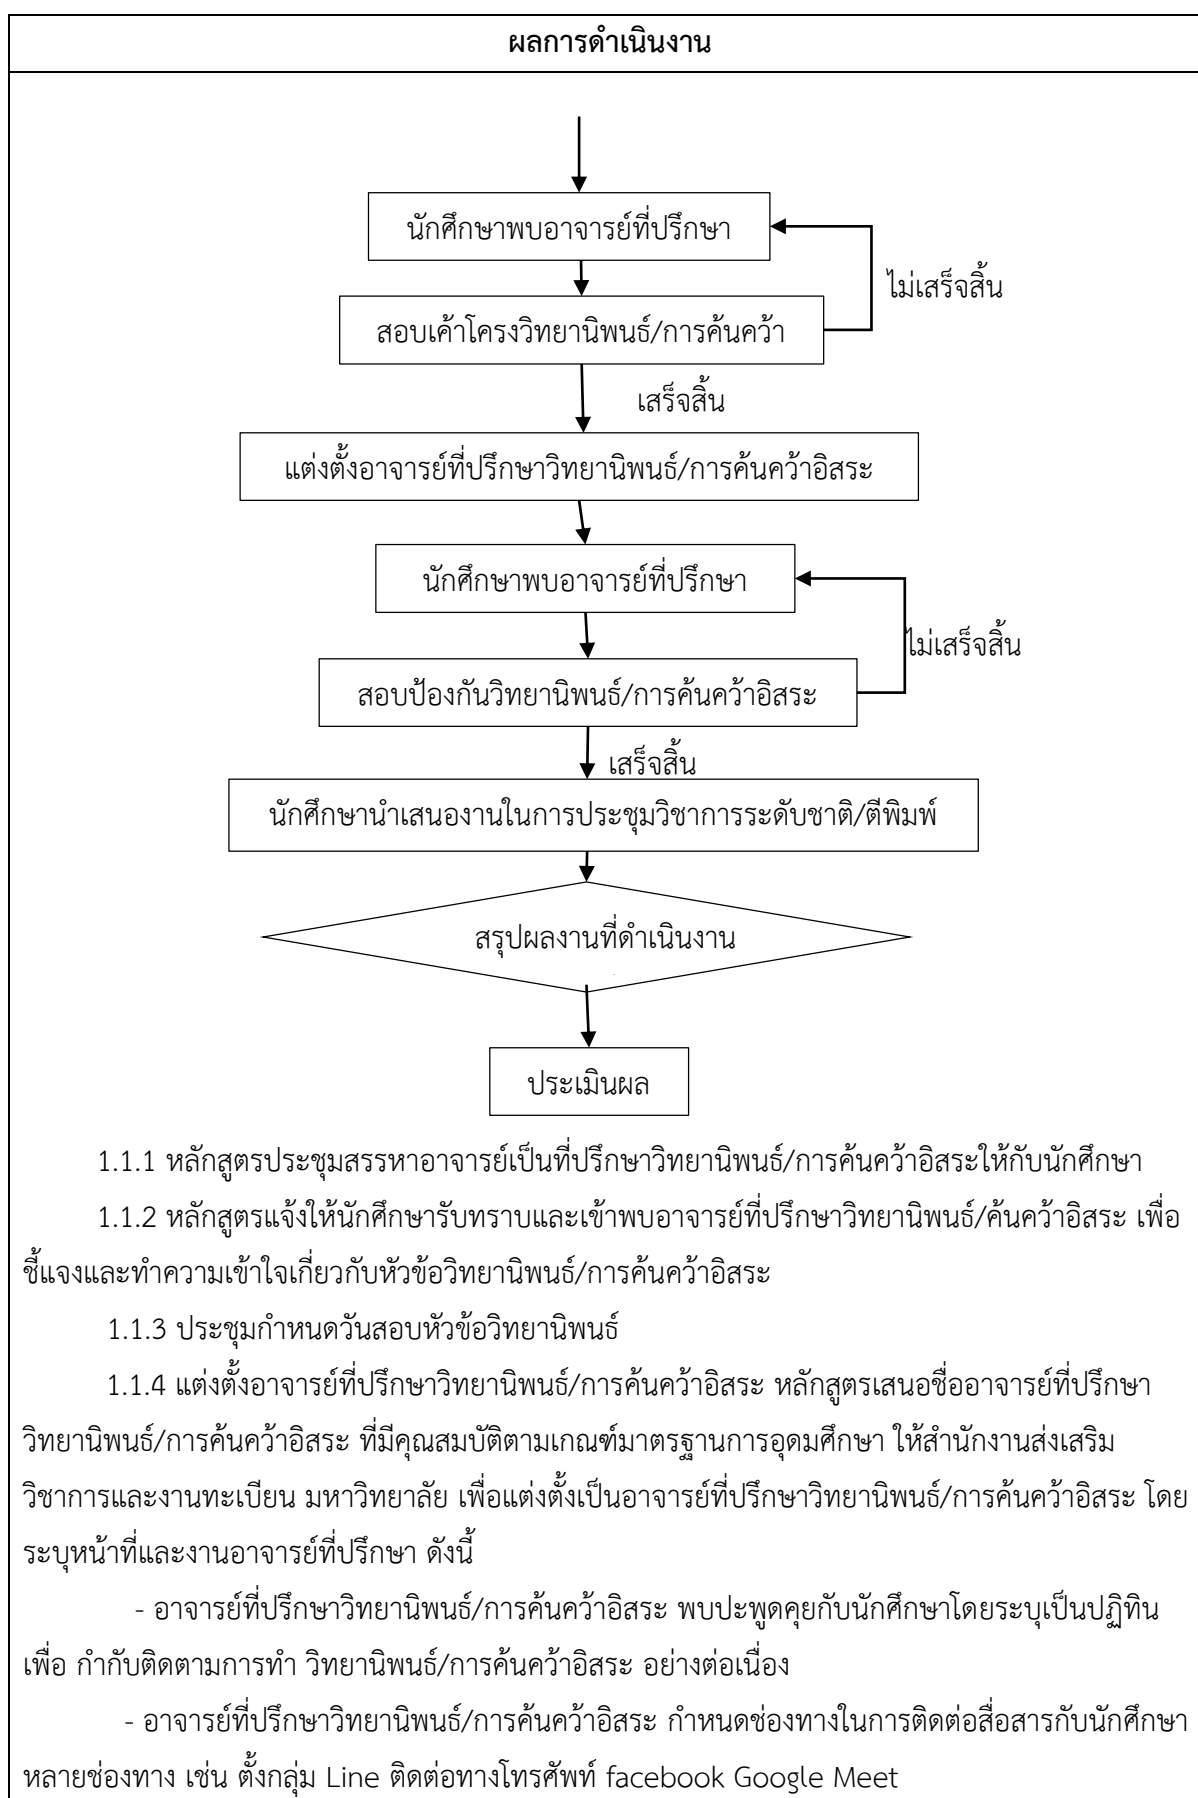 ผลการดำเนินงาน
นักศึกษาพบอาจารย์ที่ปรึกษา
ไม่เสร็จสิ้น
สอบเค้าโครงวิทยานิพนธ์/การค้นคว้า
เสร็จสิ้น
แต่งตั้งอาจารย์ที่ปรึกษาวิทยานิพนธ์/การค้นคว้าอิสระ
นักศึกษาพบอาจารย์ที่ปรึกษา
ไม่เสร็จสิ้น
สอบป้องกันวิทยานิพนธ์/การค้นคว้าอิสระ
เสร็จสิ้น
นักศึกษานำเสนองานในการประชุมวิชาการระดับชาติ/ตีพิมพ์
สรุปผลงานที่ดำเนินงาน
ประเมินผล
1.1.1 หลักสูตรประชุมสรรหาอาจารย์เป็นที่ปรึกษาวิทยานิพนธ์/การค้นคว้าอิสระให้กับนักศึกษา
1.1.2 หลักสูตรแจ้งให้นักศึกษารับทราบและเข้าพบอาจารย์ที่ปรึกษาวิทยานิพนธ์/ค้นคว้าอิสระ เพื่อ
ชี้แจงและทำความเข้าใจเกี่ยวกับหัวข้อวิทยานิพนธ์/การค้นคว้าอิสระ
1.1.3 ประชุมกำหนดวันสอบหัวข้อวิทยานิพนธ์
1.1.4 แต่งตั้งอาจารย์ที่ปรึกษาวิทยานิพนธ์/การค้นคว้าอิสระ หลักสูตรเสนอชื่ออาจารย์ที่ปรึกษา
วิทยานิพนธ์/การค้นคว้าอิสระ ที่มีคุณสมบัติตามเกณฑ์มาตรฐานการอุดมศึกษา ให้สำนักงานส่งเสริม
วิชาการและงานทะเบียน มหาวิทยาลัย เพื่อแต่งตั้งเป็นอาจารย์ที่ปรึกษาวิทยานิพนธ์/การค้นคว้าอิสระ โดย
ระบุหน้าที่และงานอาจารย์ที่ปรึกษา ดังนี้
- อาจารย์ที่ปรึกษาวิทยานิพนธ์/การค้นคว้าอิสระ พบปะพูดคุยกับนักศึกษาโดยระบุเป็นปฏิทิน
เพื่อ กำกับติดตามการทำ วิทยานิพนธ์/การค้นคว้าอิสระ อย่างต่อเนื่อง
- อาจารย์ที่ปรึกษาวิทยานิพนธ์/การค้นคว้าอิสระ กำหนดช่องทางในการติดต่อสื่อสารกับนักศึกษา
หลายช่องทาง เช่น ตั้งกลุ่ม Line ติดต่อทางโทรศัพท์ facebook Google Meet